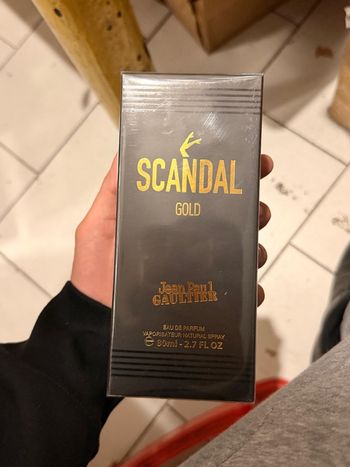 SCANDAL
GOLD
Jean Paul
GAULTIER
EAU DE PARFUM
VAPORISATEUR NATURAL SPRAY
℮ 80ml - 2.7 FL OZ